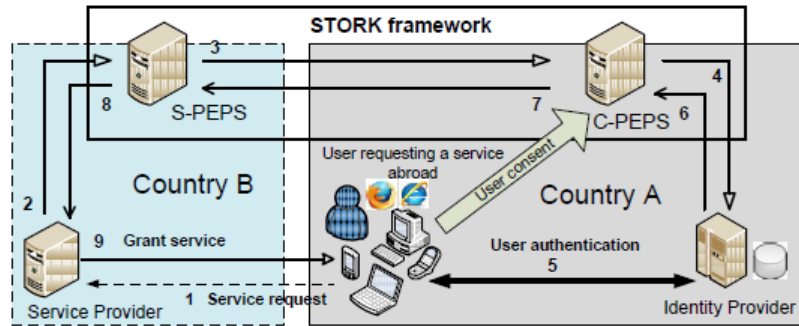 STORK framework
3
4
8
S-PEPS
7
C-PEPS
6
User requesting a service
abroad
User consent
Country B
Country A
2
9 Grant service
User authentication
5
1 Service request
Service Provider
Identity Provider